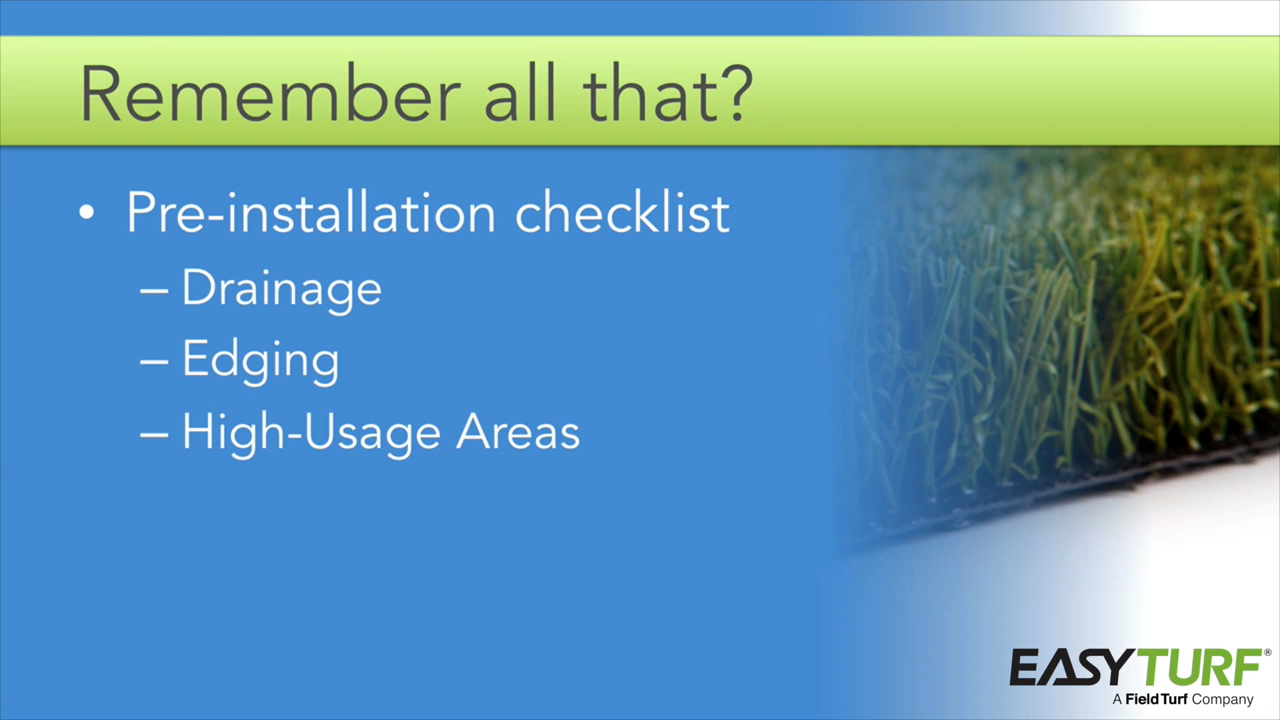 Remember all that?
• Pre-installation checklist
– Drainage
– Edging
– High-Usage Areas
EASYTURF®
A FieldTurf Company